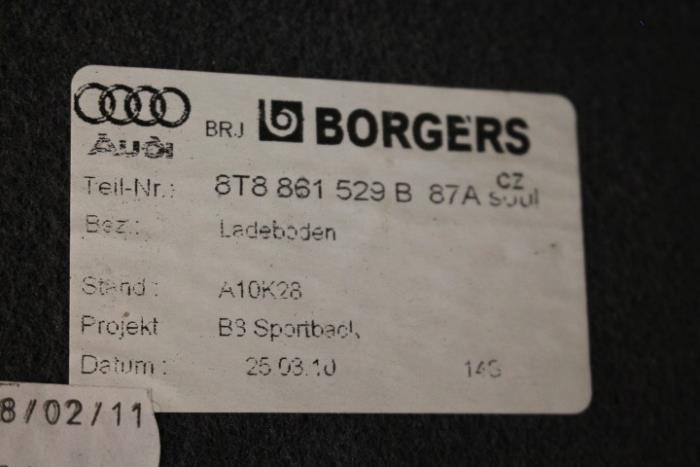 Audi BRJ BORGERS
Teil-Nr.: 8T8 861 529 B 87A CZ soul
Bez.: Ladeboden
Stand: A10K28
Projekt B8 Sportback
Datum: 25.03.10 14S
8/02/11